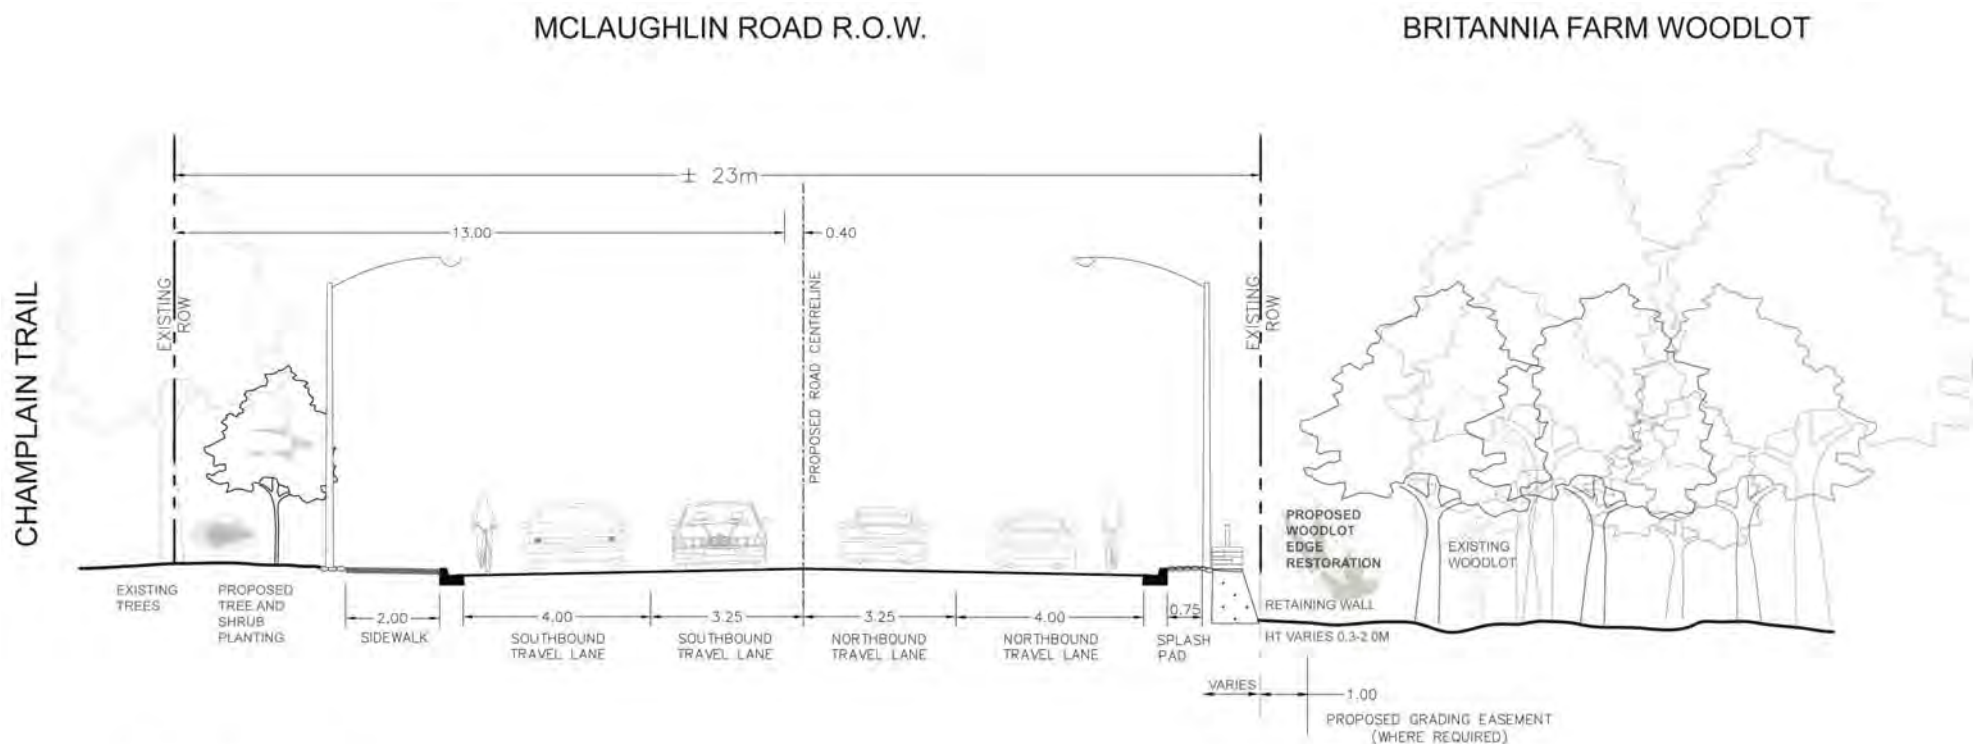 MCLAUGHLIN ROAD R.O.W.
BRITANNIA FARM WOODLOT
± 23m
13.00
0.40
CHAMPLAIN TRAIL
EXISTING
ROW
PROPOSED ROAD CENTRELINE
EXISTING
ROW
PROPOSED
WOODLOT
EDGE
RESTORATION
EXISTING
WOODLOT
EXISTING
TREES
PROPOSED
TREE AND
SHRUB
PLANTING
2.00
SIDEWALK
4.00
SOUTHBOUND
TRAVEL LANE
3.25
SOUTHBOUND
TRAVEL LANE
3.25
NORTHBOUND
TRAVEL LANE
4.00
NORTHBOUND
TRAVEL LANE
0.75
SPLASH
PAD
RETAINING WALL
HT VARIES 0.3-2.0M
VARIES
1.00
PROPOSED GRADING EASEMENT
(WHERE REQUIRED)